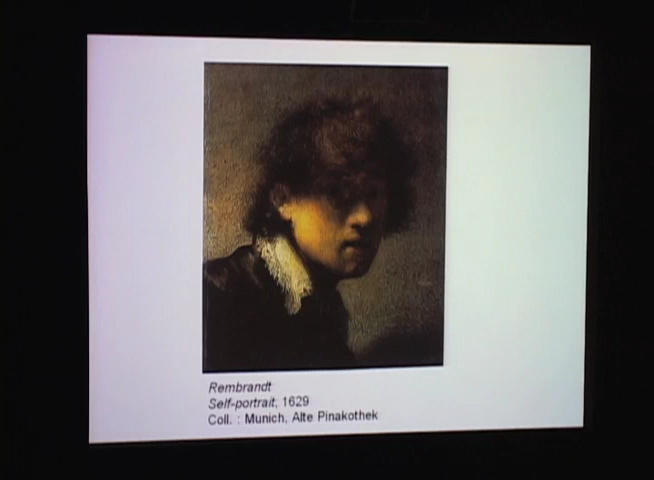 Rembrandt
Self-portrait, 1629
Coll. : Munich, Alte Pinakothek